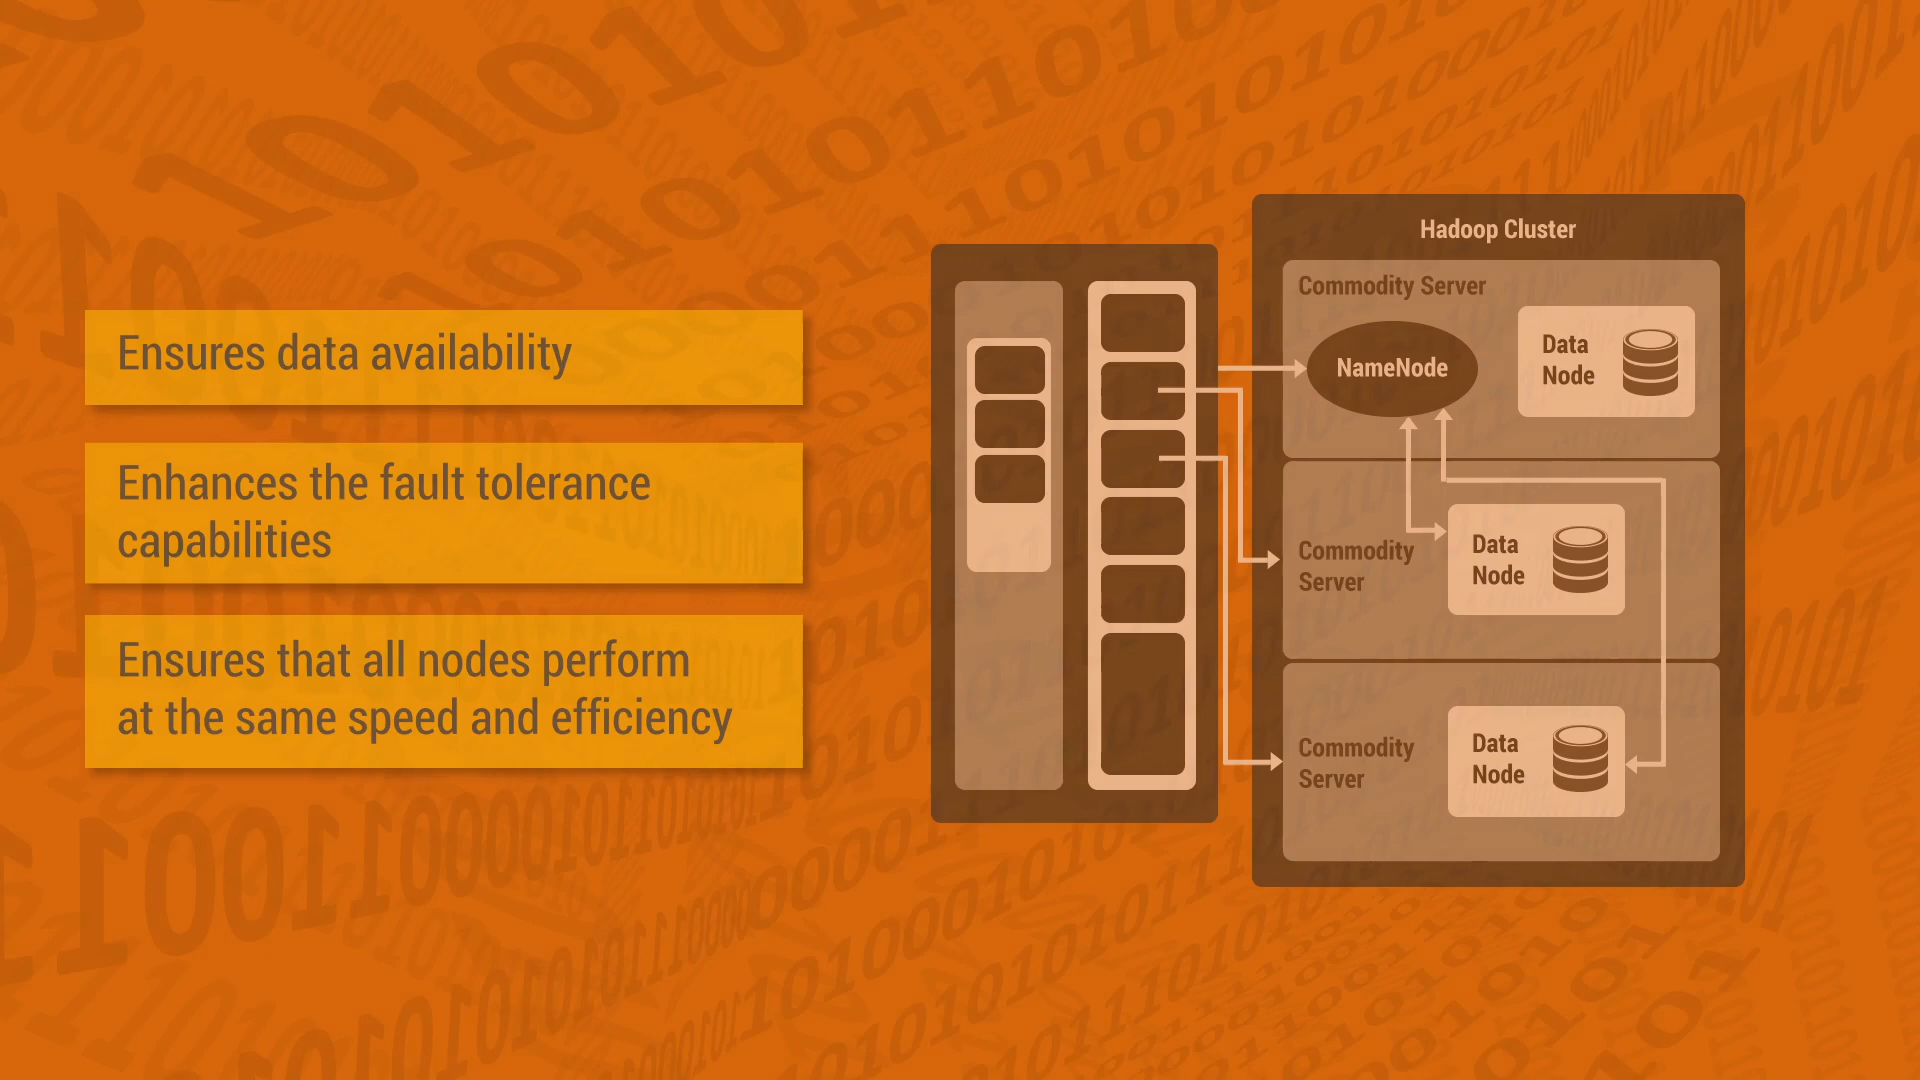 Ensures data availability
Enhances the fault tolerance
capabilities
Ensures that all nodes perform
at the same speed and efficiency
Hadoop Cluster
Commodity Server
NameNode
Data
Node
Commodity
Server
Data
Node
Commodity
Server
Data
Node